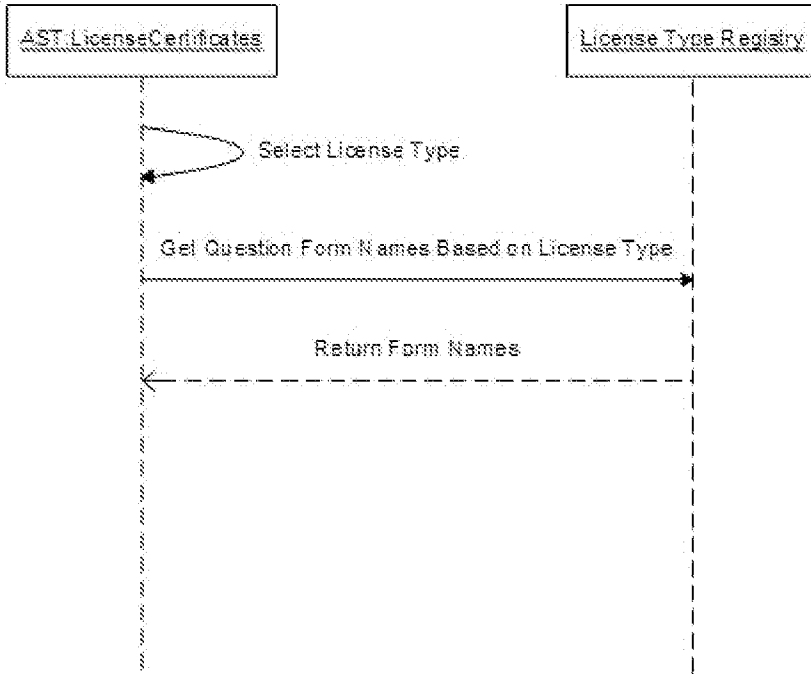 AST:LicenseCertificates
License Type Registry
Select License Type
Get Question Form Names Based on License Type
Return Form Names